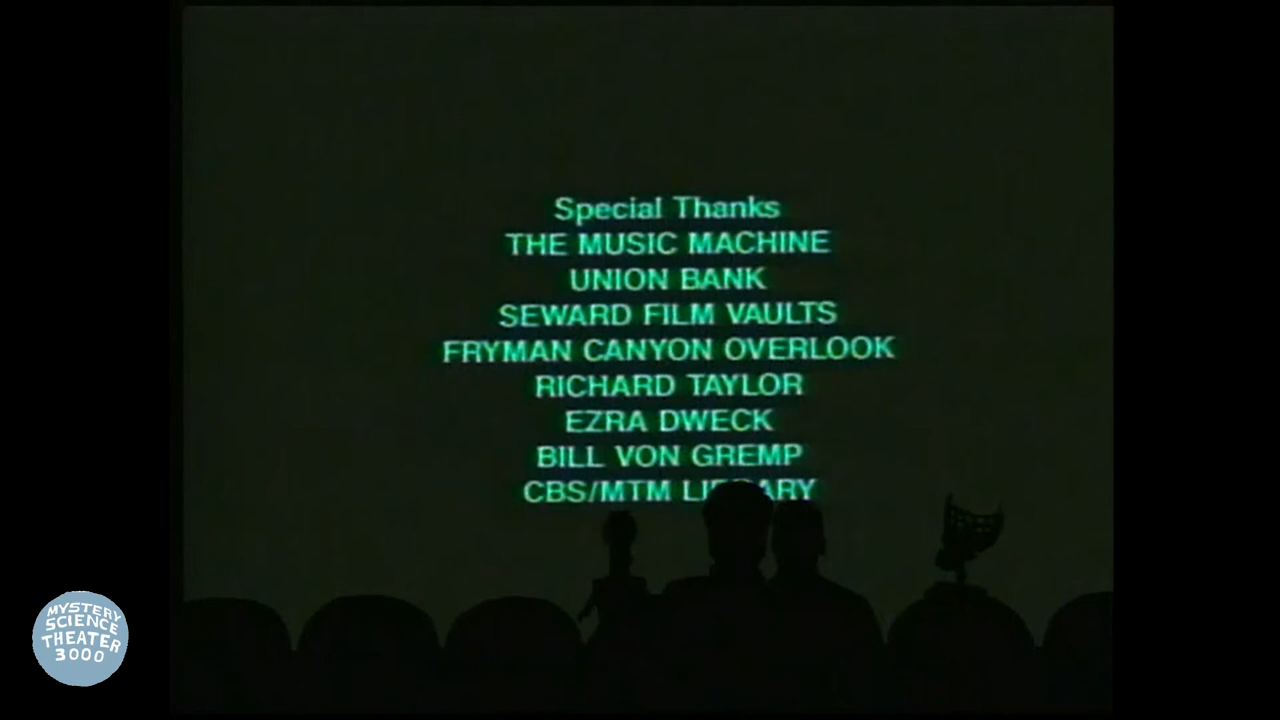 Special Thanks
THE MUSIC MACHINE
UNION BANK
SEWARD FILM VAULTS
FRYMAN CANYON OVERLOOK
RICHARD TAYLOR
EZRA DWECK
BILL VON GREMP
CBS/MTM LIBRARY
MYSTERY
SCIENCE
THEATER
3000